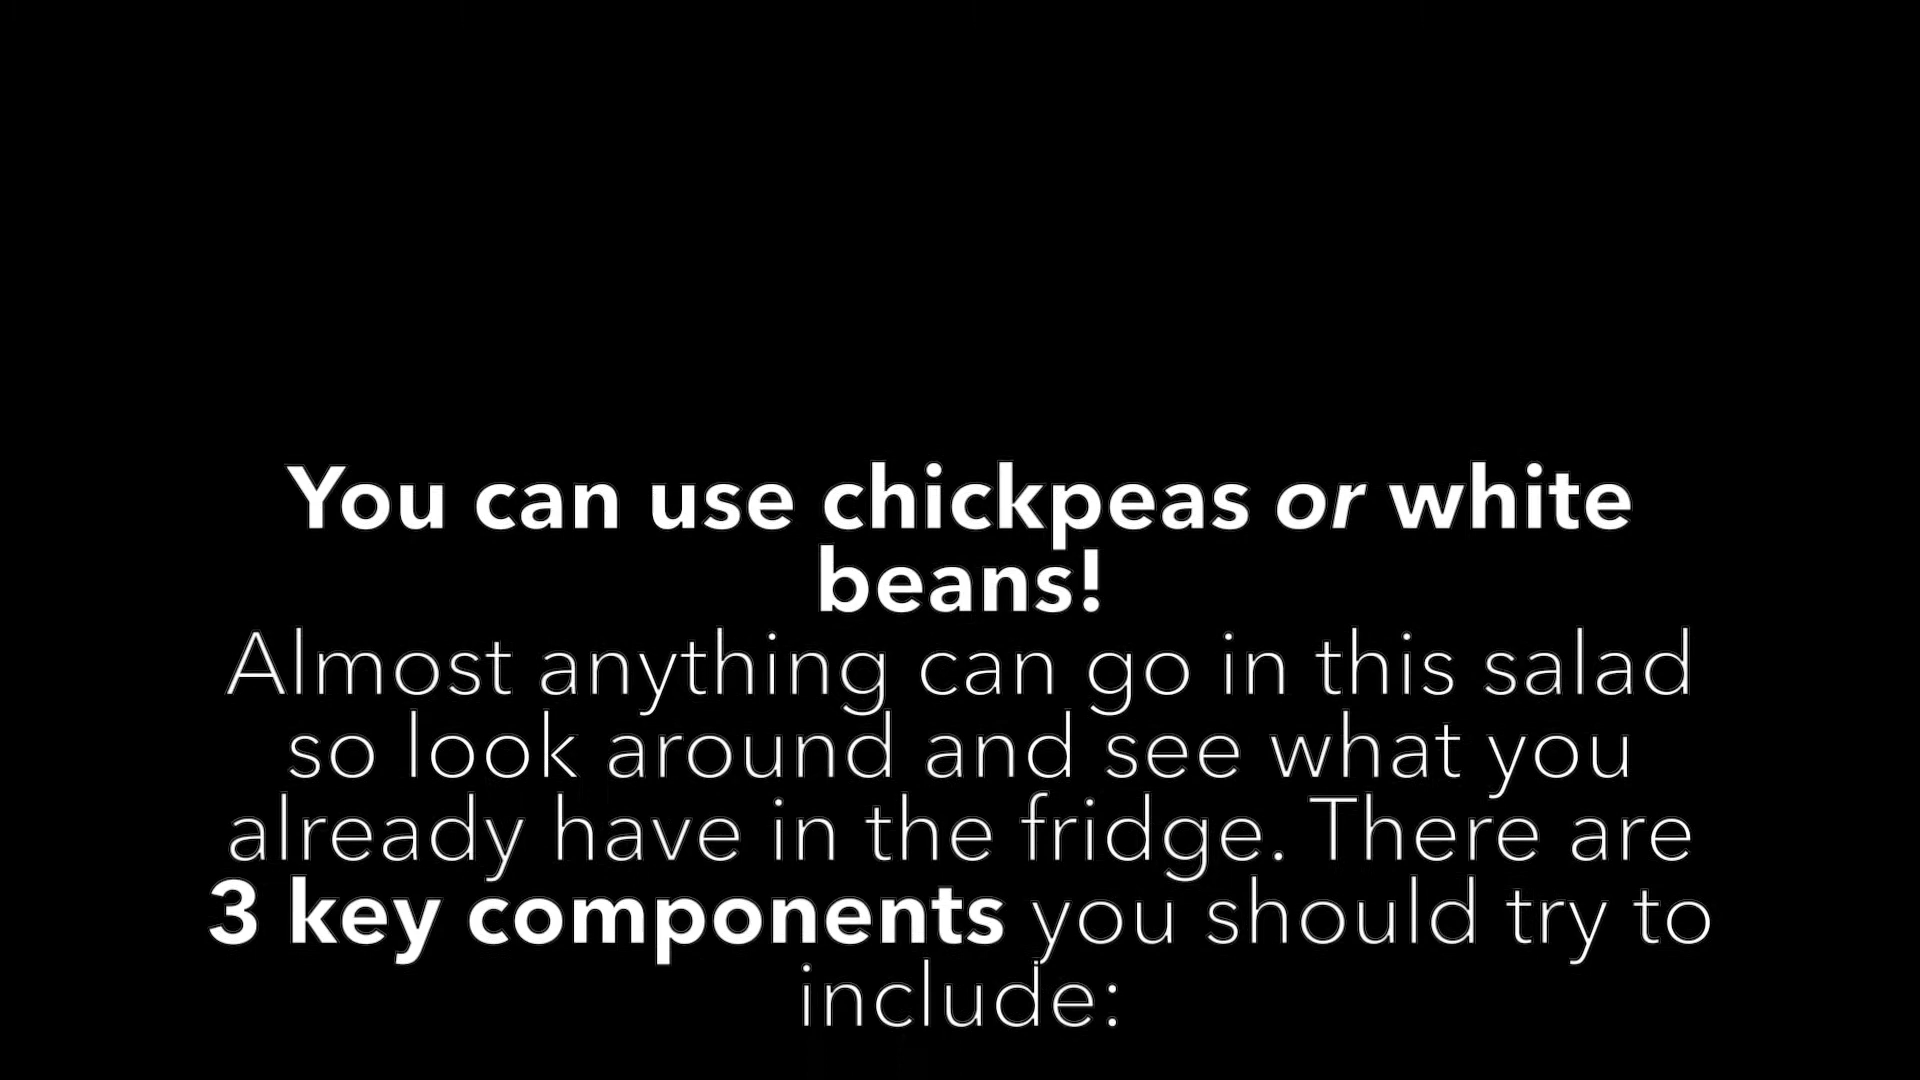 You can use chickpeas or white
beans!
Almost anything can go in this salad
so look around and see what you
already have in the fridge. There are
3 key components you should try to
include: